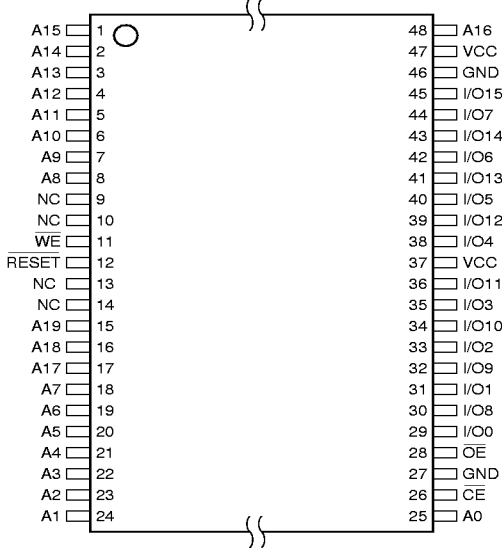 A15 1 48 A16
A14 2 47 VCC
A13 3 46 GND
A12 4 45 I/O15
A11 5 44 I/O7
A10 6 43 I/O14
A9 7 42 I/O6
A8 8 41 I/O13
NC 9 40 I/O5
NC 10 39 I/O12
W̅E̅ 11 38 I/O4
R̅E̅S̅E̅T̅ 12 37 VCC
NC 13 36 I/O11
NC 14 35 I/O3
A19 15 34 I/O10
A18 16 33 I/O2
A17 17 32 I/O9
A7 18 31 I/O1
A6 19 30 I/O8
A5 20 29 I/O0
A4 21 28 O̅E̅
A3 22 27 GND
A2 23 26 C̅E̅
A1 24 25 A0